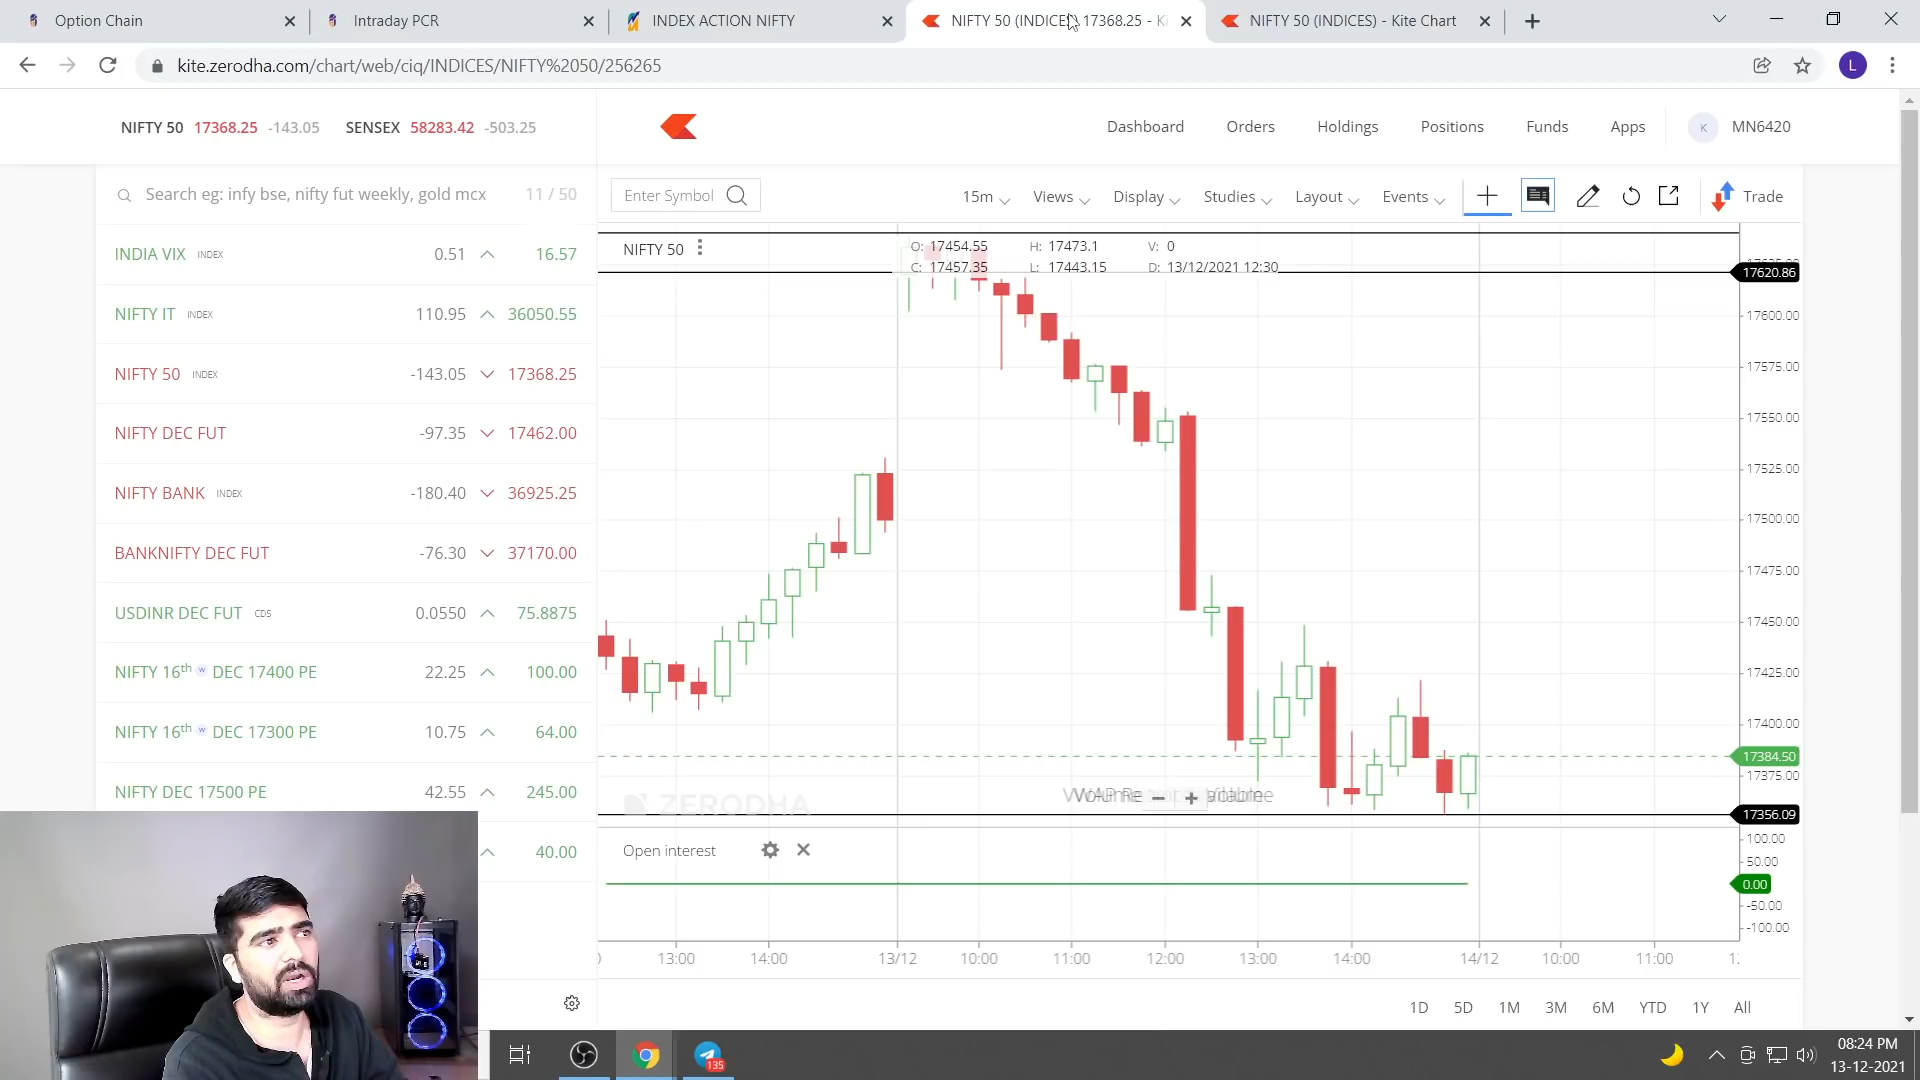 Option Chain
Intraday PCR
INDEX ACTION NIFTY
NIFTY 50 (INDICES) 17368.25 - Ki
NIFTY 50 (INDICES) - Kite Chart
kite.zerodha.com/chart/web/ciq/INDICES/NIFTY%2050/256265
L
NIFTY 50 17368.25 -143.05 SENSEX 58283.42 -503.25
Dashboard Orders Holdings Positions Funds Apps K MN6420
Search eg: infy bse, nifty fut weekly, gold mcx 11 / 50
Enter Symbol 15m Views Display Studies Layout Events Trade
INDIA VIX INDEX 0.51 16.57
NIFTY IT INDEX 110.95 36050.55
NIFTY 50 INDEX -143.05 17368.25
NIFTY DEC FUT -97.35 17462.00
NIFTY BANK INDEX -180.40 36925.25
BANKNIFTY DEC FUT -76.30 37170.00
USDINR DEC FUT CDS 0.0550 75.8875
NIFTY 16th w DEC 17400 PE 22.25 100.00
NIFTY 16th w DEC 17300 PE 10.75 64.00
NIFTY DEC 17500 PE 42.55 245.00
40.00
NIFTY 50
O: 17454.55 H: 17473.1 V: 0
C: 17457.35 L: 17443.15 D: 13/12/2021 12:30
17620.86
17600.00
17575.00
17550.00
17525.00
17500.00
17475.00
17450.00
17425.00
17400.00
17384.50
17375.00
17356.09
ZERODHA
Open interest
100.00
50.00
0.00
-50.00
-100.00
13:00 14:00 13/12 10:00 11:00 12:00 13:00 14:00 14/12 10:00 11:00
1D 5D 1M 3M 6M YTD 1Y All
135
08:24 PM
13-12-2021